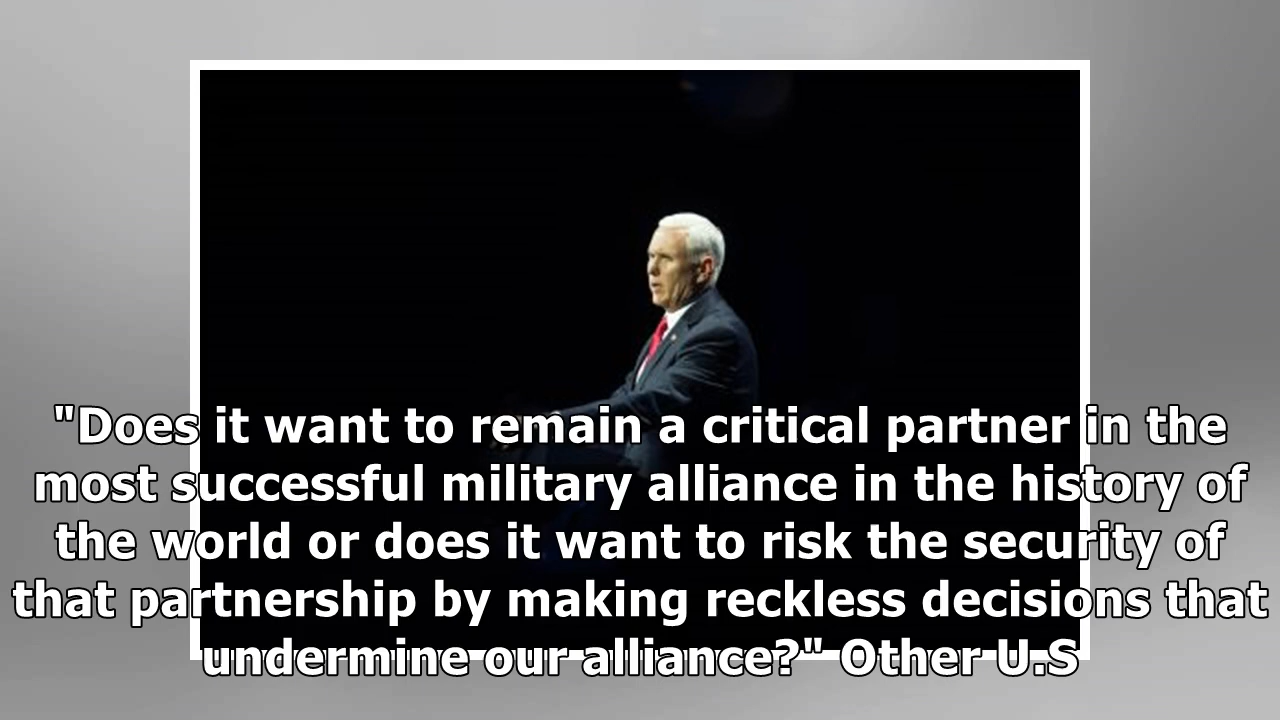 "Does it want to remain a critical partner in the
most successful military alliance in the history of
the world or does it want to risk the security of
that partnership by making reckless decisions that
undermine our alliance?" Other U.S